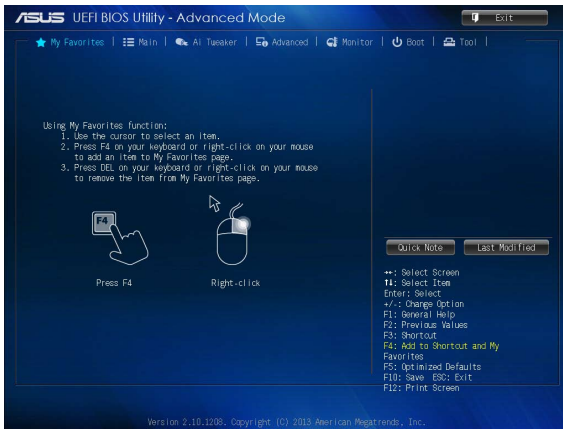 ASUS UEFI BIOS Utility - Advanced Mode
Exit
My Favorites | Main | Ai Tweaker | Advanced | Monitor | Boot | Tool |
Using My Favorites function:
1. Use the cursor to select an item.
2. Press F4 on your keyboard or right-click on your mouse
to add an item to My Favorites page.
3. Press DEL on your keyboard or right-click on your mouse
to remove the item from My Favorites page.
F4
Press F4
Right-click
Quick Note
Last Modified
→←: Select Screen
↑↓: Select Item
Enter: Select
+/-: Change Option
F1: General Help
F2: Previous Values
F3: Shortcut
F4: Add to Shortcut and My
Favorites
F5: Optimized Defaults
F10: Save ESC: Exit
F12: Print Screen
Version 2.10.1208. Copyright (C) 2013 American Megatrends, Inc.